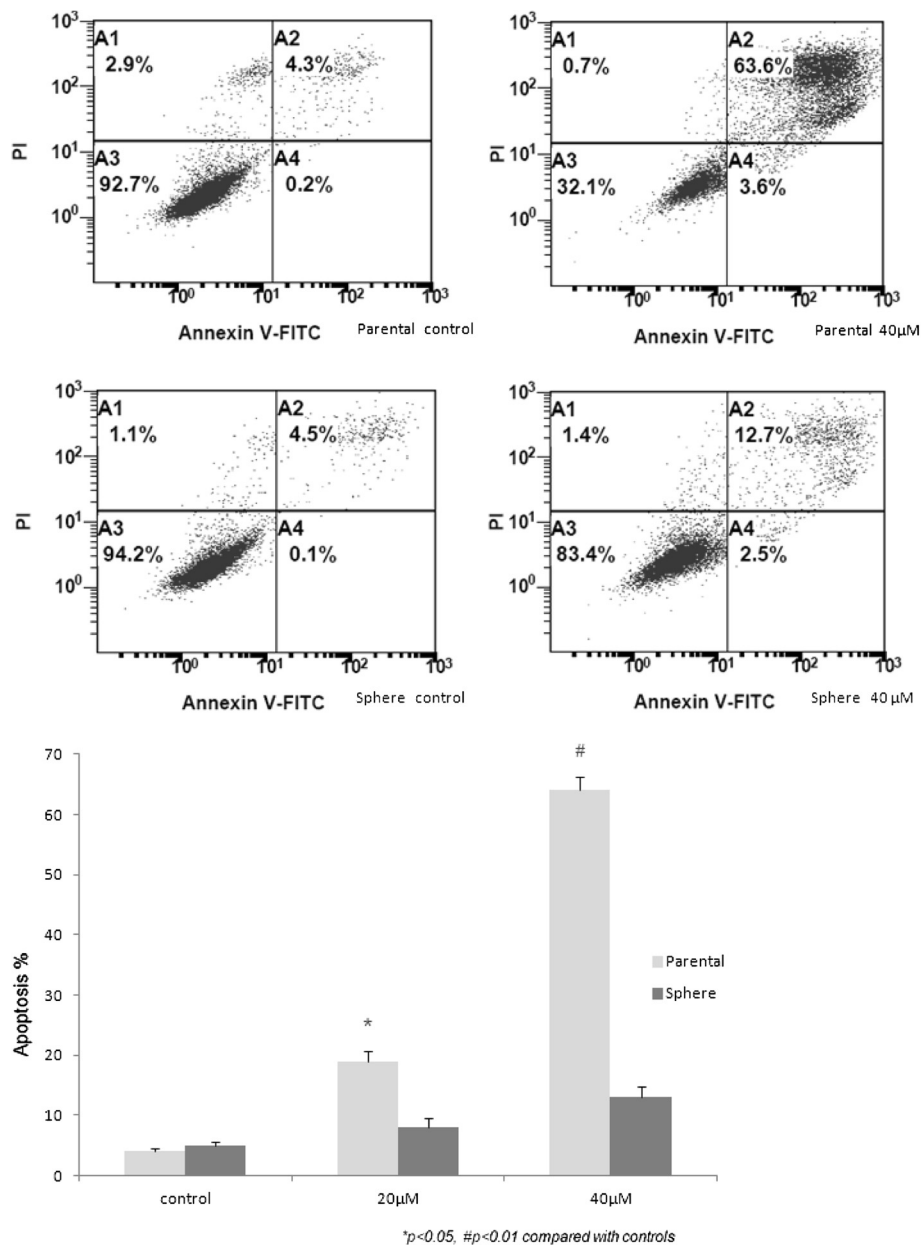 10³
10²
10¹
10⁰
PI
A1
2.9%
A2
4.3%
A3
92.7%
A4
0.2%
10⁰ 10¹ 10² 10³
Annexin V-FITC Parental control
10³
10²
10¹
10⁰
PI
A1
0.7%
A2
63.6%
A3
32.1%
A4
3.6%
10⁰ 10¹ 10² 10³
Annexin V-FITC Parental 40µM
10³
10²
10¹
10⁰
PI
A1
1.1%
A2
4.5%
A3
94.2%
A4
0.1%
10⁰ 10¹ 10² 10³
Annexin V-FITC Sphere control
10³
10²
10¹
10⁰
PI
A1
1.4%
A2
12.7%
A3
83.4%
A4
2.5%
10⁰ 10¹ 10² 10³
Annexin V-FITC Sphere 40 µM
70
60
50
40
30
20
10
0
Apoptosis %
*
#
Parental
Sphere
control 20µM 40µM
*p<0.05, #p<0.01 compared with controls